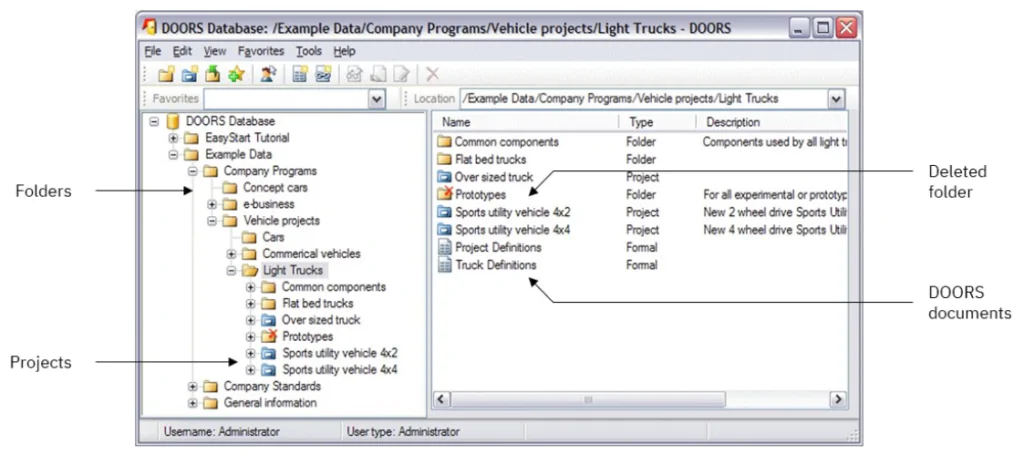 DOORS Database: /Example Data/Company Programs/Vehicle projects/Light Trucks - DOORS
File Edit View Favorites Tools Help
Favorites Location /Example Data/Company Programs/Vehicle projects/Light Trucks
DOORS Database
EasyStart Tutorial
Example Data
Company Programs
Concept cars
e-business
Vehicle projects
Cars
Commerical vehicles
Light Trucks
Common components
Flat bed trucks
Over sized truck
Prototypes
Sports utility vehicle 4x2
Sports utility vehicle 4x4
Company Standards
General information
Name Type Description
Common components Folder Components used by all light tr
Flat bed trucks Folder
Over sized truck Project
Prototypes Folder For all experimental or prototyp
Sports utility vehicle 4x2 Project New 2 wheel drive Sports Utili
Sports utility vehicle 4x4 Project New 4 wheel drive Sports Utili
Project Definitions Formal
Truck Definitions Formal
Username: Administrator User type: Administrator
Folders
Projects
Deleted
folder
DOORS
documents